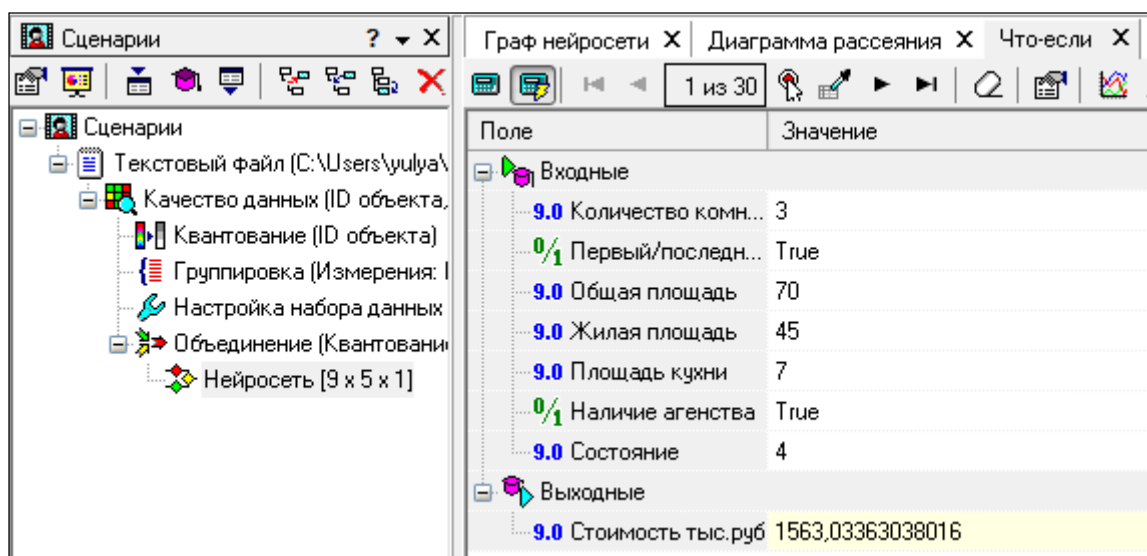 Сценарии ?
Сценарии
Текстовый файл (C:\Users\yulya\
Качество данных (ID объекта,
Квантование (ID объекта)
Группировка (Измерения:
Настройка набора данных
Объединение (Квантование
Нейросеть [9 x 5 x 1]
Граф нейросети X Диаграмма рассеяния X Что-если X
1 из 30
Поле Значение
Входные
9.0 Количество комн... 3
0/1 Первый/последн... True
9.0 Общая площадь 70
9.0 Жилая площадь 45
9.0 Площадь кухни 7
0/1 Наличие агенства True
9.0 Состояние 4
Выходные
9.0 Стоимость тыс.руб 1563,03363038016